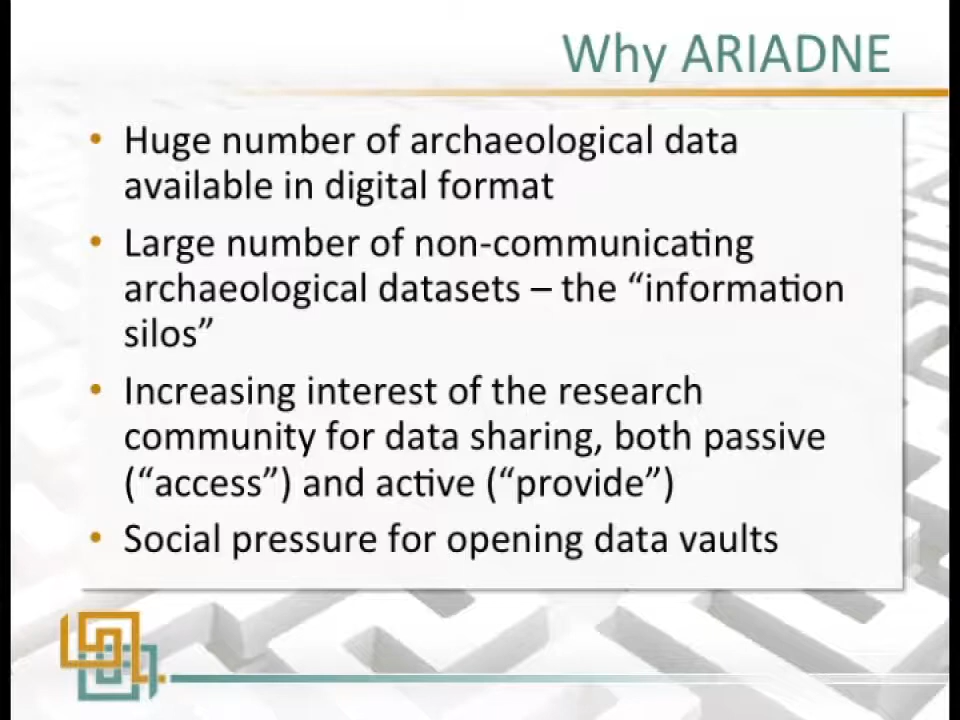 Why ARIADNE
• Huge number of archaeological data
available in digital format
• Large number of non-communicating
archaeological datasets – the “information
silos”
• Increasing interest of the research
community for data sharing, both passive
(“access”) and active (“provide”)
• Social pressure for opening data vaults